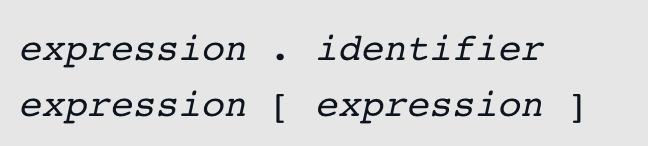 expression . identifier
expression [ expression ]